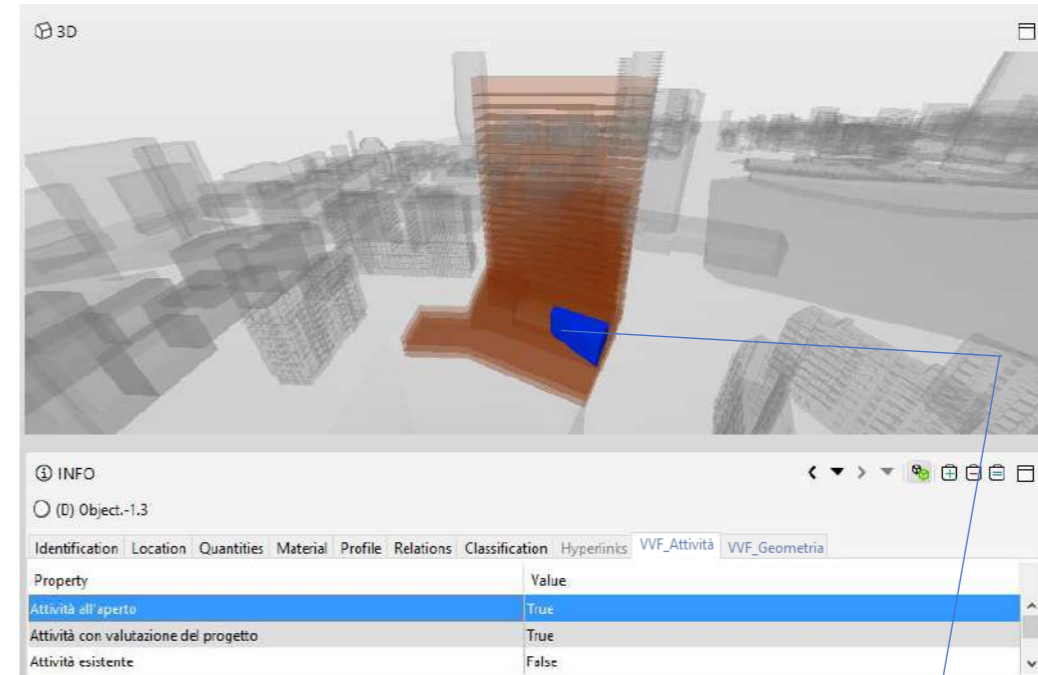 3D
INFO
(D) Object.-1.3
Identification Location Quantities Material Profile Relations Classification Hyperlinks VVF_Attività VVF_Geometria
Property Value
Attività all'aperto True
Attività con valutazione del progetto True
Attività esistente False